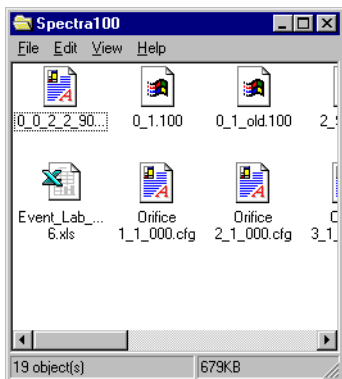 Spectra100
File Edit View Help
0_0_2_2_90...
0_1.100
0_1_old.100
Event_Lab_...
6.xls
Orifice
1_1_000.cfg
Orifice
2_1_000.cfg
3_1_
19 object(s)
679KB